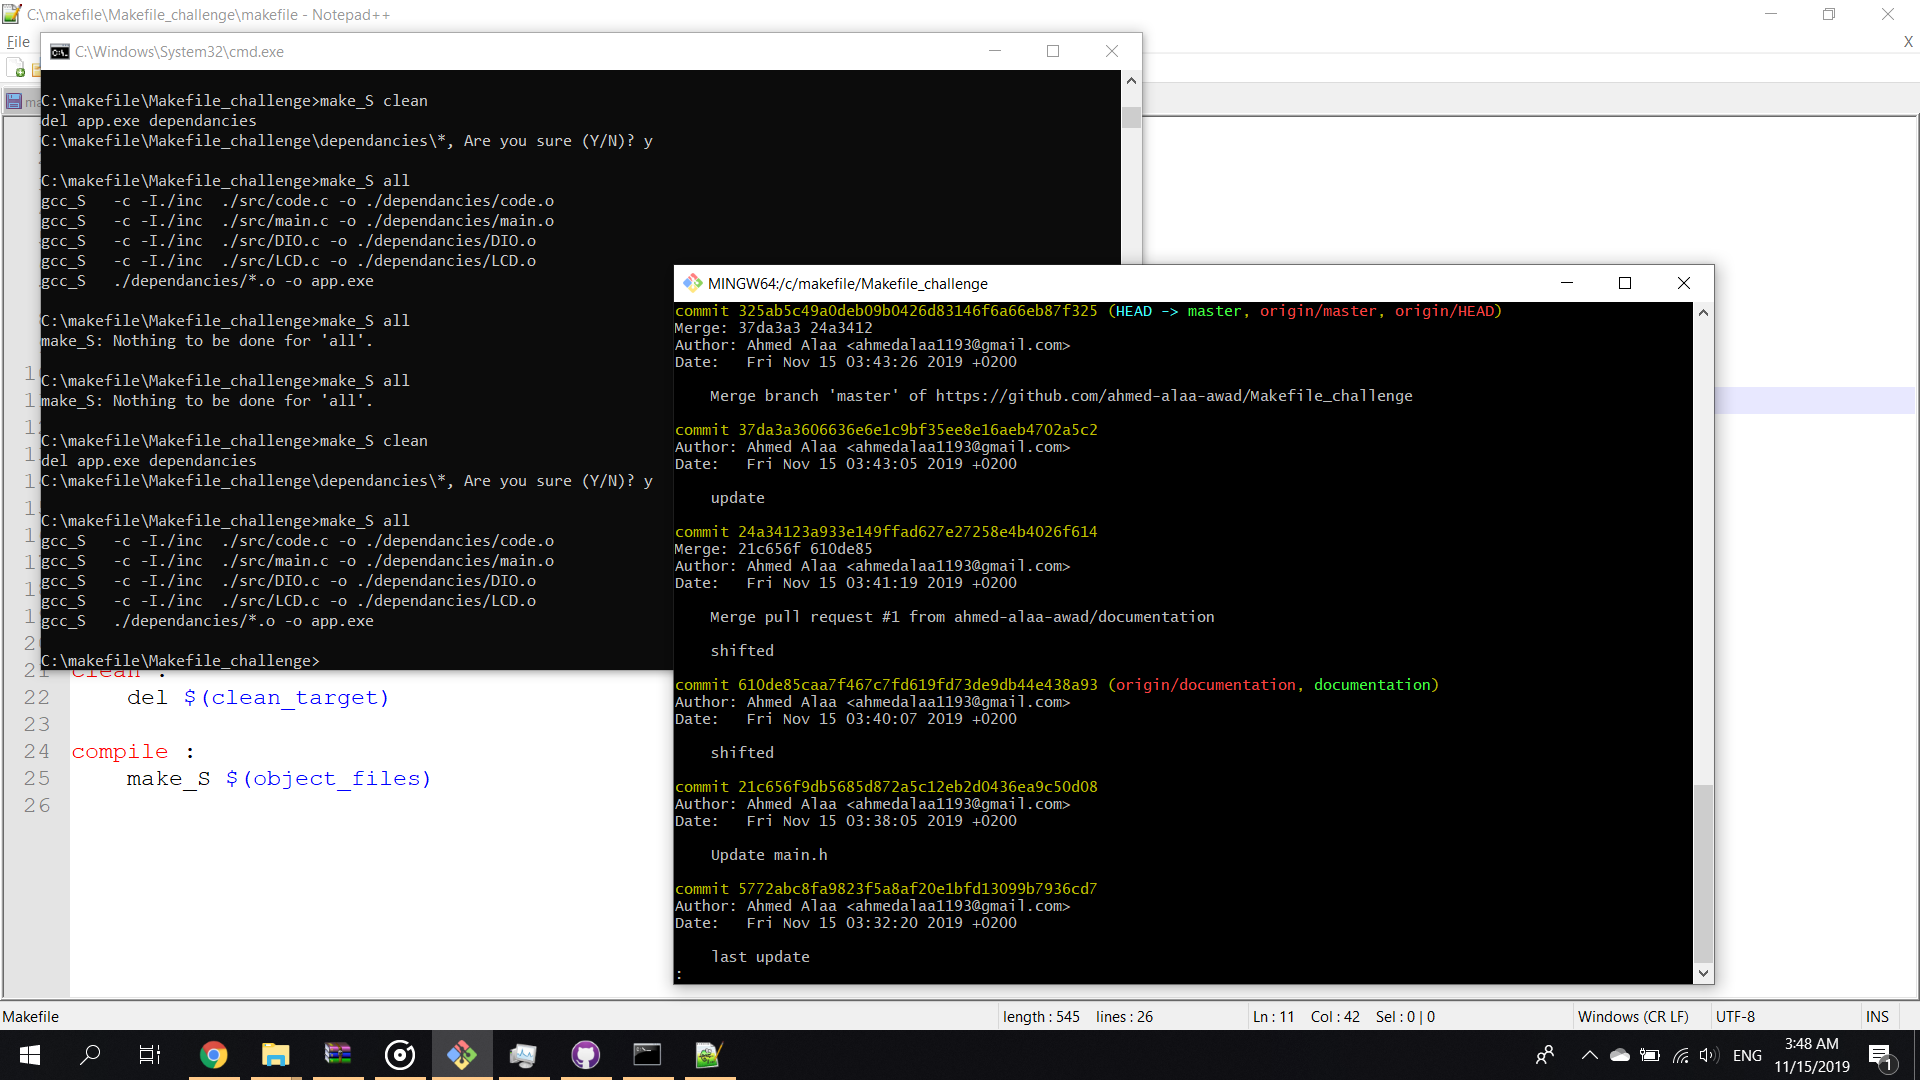 C:\makefile\Makefile_challenge\makefile - Notepad++
File
X
C:\Windows\System32\cmd.exe
C:\makefile\Makefile_challenge>make_S clean
del app.exe dependancies
C:\makefile\Makefile_challenge\dependancies\*, Are you sure (Y/N)? y
C:\makefile\Makefile_challenge>make_S all
gcc_S   -c -I./inc  ./src/code.c -o ./dependancies/code.o
gcc_S   -c -I./inc  ./src/main.c -o ./dependancies/main.o
gcc_S   -c -I./inc  ./src/DIO.c -o ./dependancies/DIO.o
gcc_S   -c -I./inc  ./src/LCD.c -o ./dependancies/LCD.o
gcc_S   ./dependancies/*.o -o app.exe
C:\makefile\Makefile_challenge>make_S all
make_S: Nothing to be done for 'all'.
C:\makefile\Makefile_challenge>make_S all
make_S: Nothing to be done for 'all'.
C:\makefile\Makefile_challenge>make_S clean
del app.exe dependancies
C:\makefile\Makefile_challenge\dependancies\*, Are you sure (Y/N)? y
C:\makefile\Makefile_challenge>make_S all
gcc_S   -c -I./inc  ./src/code.c -o ./dependancies/code.o
gcc_S   -c -I./inc  ./src/main.c -o ./dependancies/main.o
gcc_S   -c -I./inc  ./src/DIO.c -o ./dependancies/DIO.o
gcc_S   -c -I./inc  ./src/LCD.c -o ./dependancies/LCD.o
gcc_S   ./dependancies/*.o -o app.exe
C:\makefile\Makefile_challenge>
21 clean :
22 del $(clean_target)
23
24 compile :
25 make_S $(object_files)
26
MINGW64:/c/makefile/Makefile_challenge
commit 325ab5c49a0deb09b0426d83146f6a66eb87f325 (HEAD -> master, origin/master, origin/HEAD)
Merge: 37da3a3 24a3412
Author: Ahmed Alaa <ahmedalaa1193@gmail.com>
Date:   Fri Nov 15 03:43:26 2019 +0200
Merge branch 'master' of https://github.com/ahmed-alaa-awad/Makefile_challenge
commit 37da3a3606636e6e1c9bf35ee8e16aeb4702a5c2
Author: Ahmed Alaa <ahmedalaa1193@gmail.com>
Date:   Fri Nov 15 03:43:05 2019 +0200
update
commit 24a34123a933e149ffad627e27258e4b4026f614
Merge: 21c656f 610de85
Author: Ahmed Alaa <ahmedalaa1193@gmail.com>
Date:   Fri Nov 15 03:41:19 2019 +0200
Merge pull request #1 from ahmed-alaa-awad/documentation
shifted
commit 610de85caa7f467c7fd619fd73de9db44e438a93 (origin/documentation, documentation)
Author: Ahmed Alaa <ahmedalaa1193@gmail.com>
Date:   Fri Nov 15 03:40:07 2019 +0200
shifted
commit 21c656f9db5685d872a5c12eb2d0436ea9c50d08
Author: Ahmed Alaa <ahmedalaa1193@gmail.com>
Date:   Fri Nov 15 03:38:05 2019 +0200
Update main.h
commit 5772abc8fa9823f5a8af20e1bfd13099b7936cd7
Author: Ahmed Alaa <ahmedalaa1193@gmail.com>
Date:   Fri Nov 15 03:32:20 2019 +0200
last update
:
Makefile
length : 545    lines : 26
Ln : 11    Col : 42    Sel : 0 | 0
Windows (CR LF)
UTF-8
INS
ENG
3:48 AM
11/15/2019
1